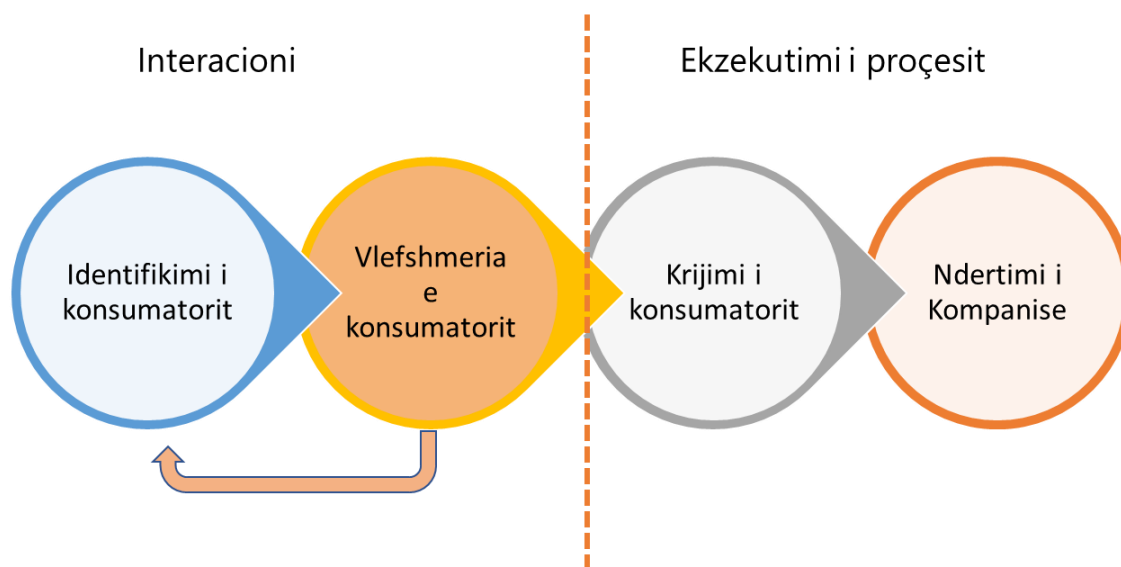 Interacioni
Ekzekutimi i proçesit
Identifikimi i
konsumatorit
Vlefshmeria
e
konsumatorit
Krijimi i
konsumatorit
Ndertimi i
Kompanise